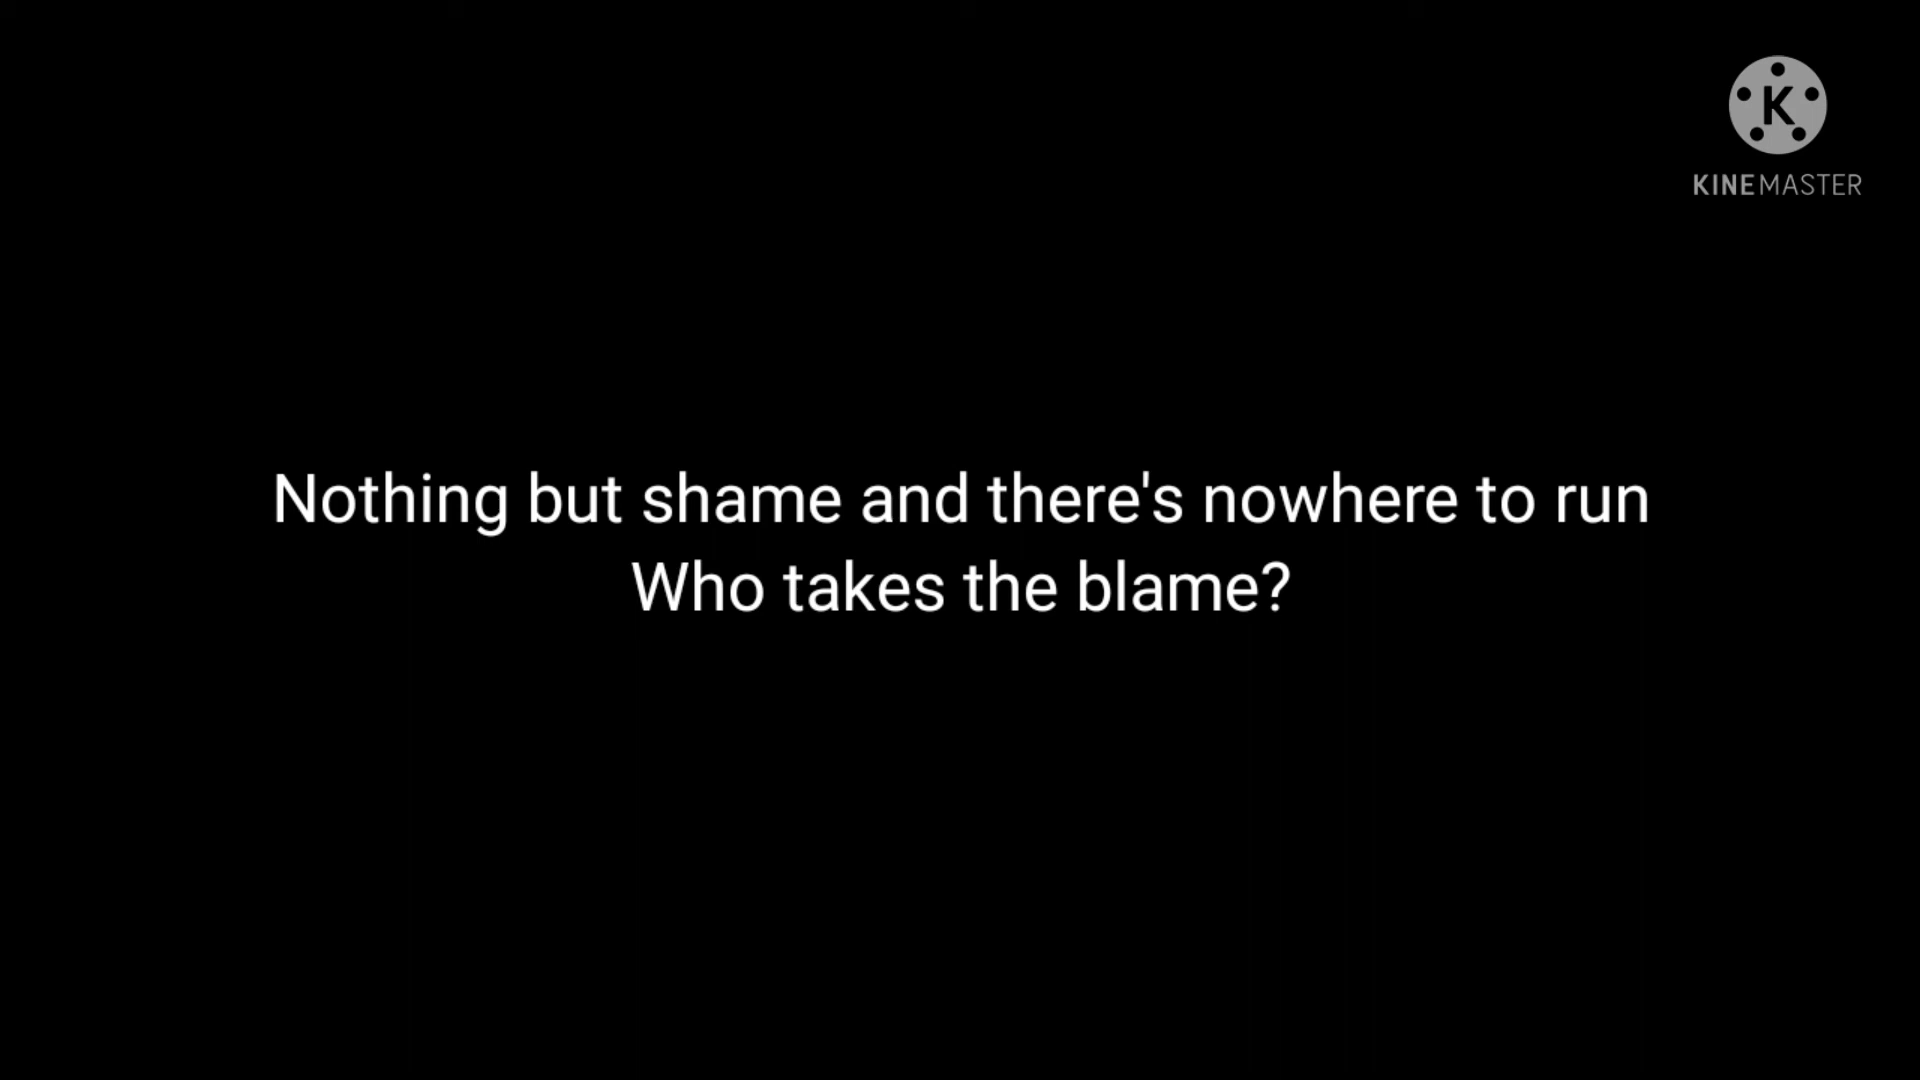 K
KINEMASTER
Nothing but shame and there's nowhere to run
Who takes the blame?